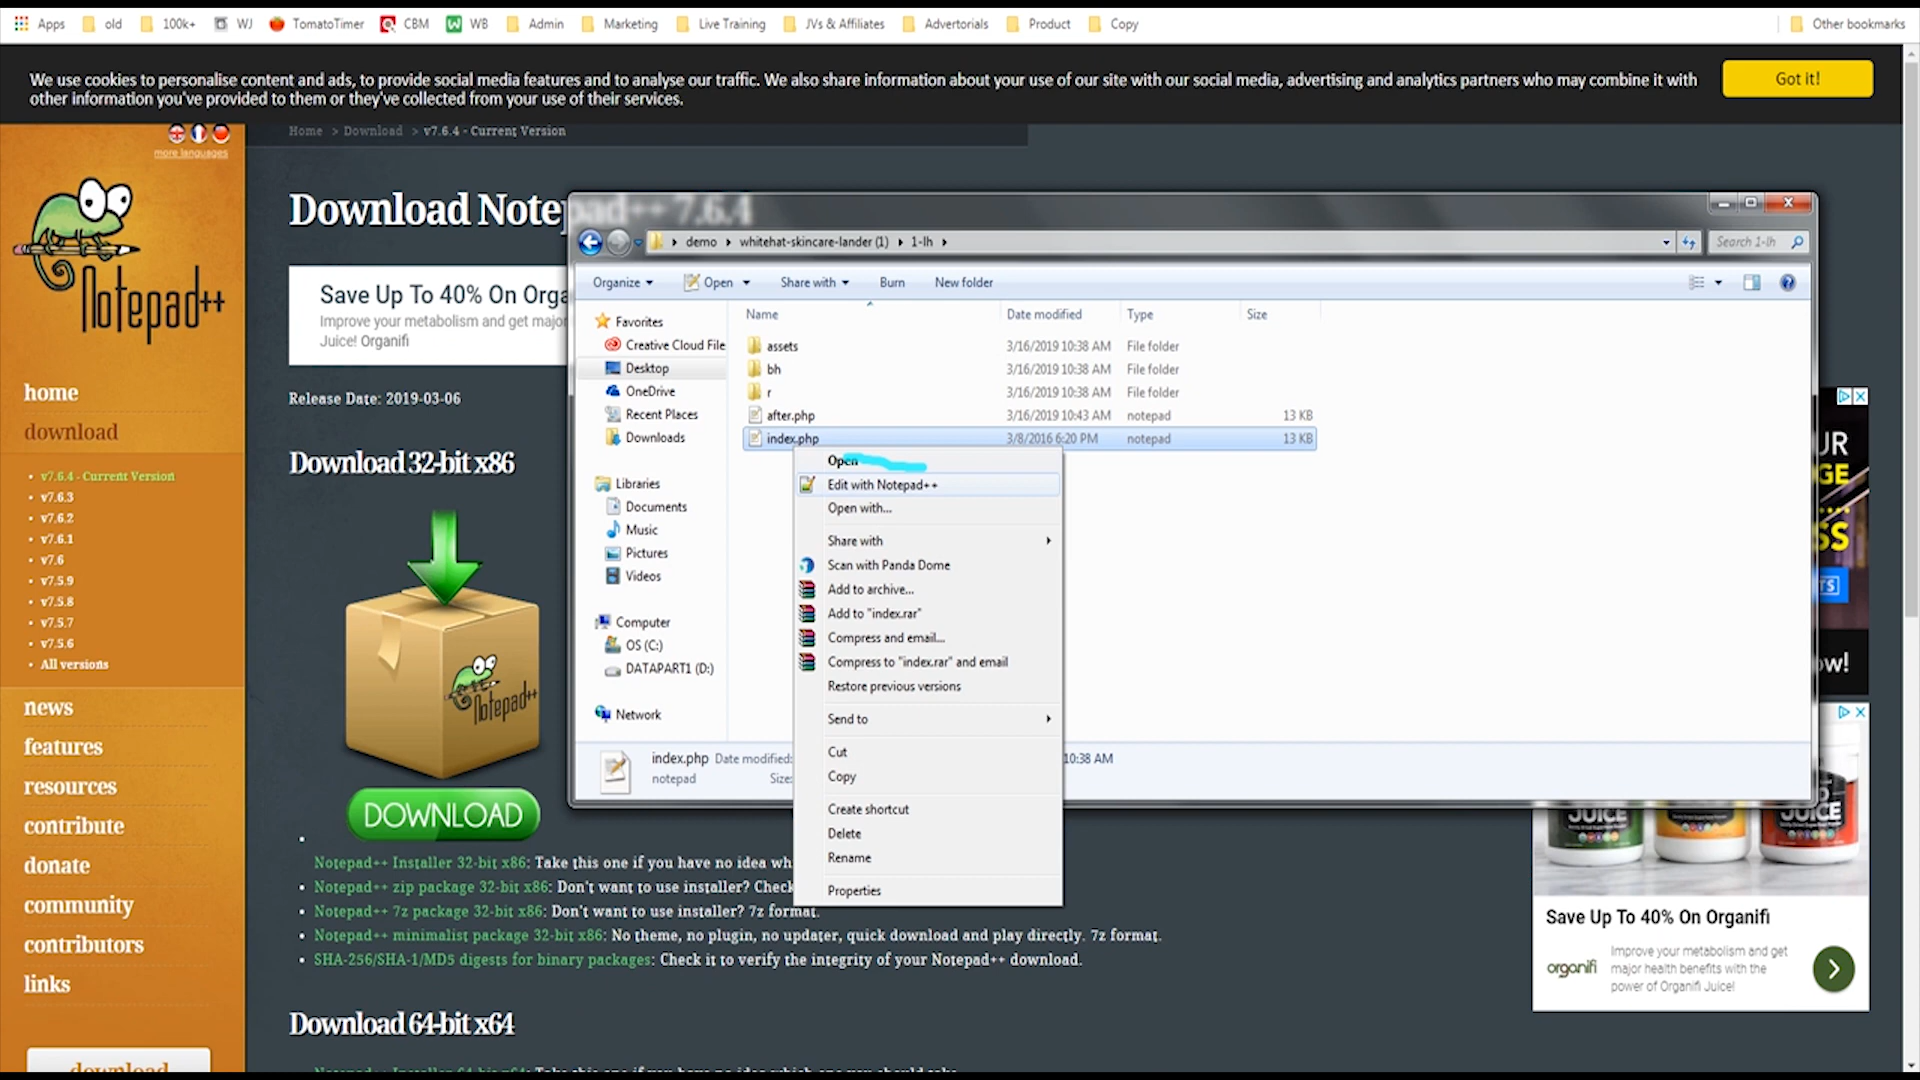 Apps old 100k+ WJ TomatoTimer CBM WB Admin Marketing Live Training JVs & Affiliates Advertorials Product Copy Other bookmarks
We use cookies to personalise content and ads, to provide social media features and to analyse our traffic. We also share information about your use of our site with our social media, advertising and analytics partners who may combine it with
other information you've provided to them or they've collected from your use of their services.
Got it!
more languages
Notepad++
home
download
• v7.6.4 - Current Version
• v7.6.3
• v7.6.2
• v7.6.1
• v7.6
• v7.5.9
• v7.5.8
• v7.5.7
• v7.5.6
• All versions
news
features
resources
contribute
donate
community
contributors
links
download
Home > Download > v7.6.4 - Current Version
Download Notepad++ 7.6.4
Save Up To 40% On Orga
Improve your metabolism and get major
Juice! Organifi
Release Date: 2019-03-06
Download 32-bit x86
Notepad++
DOWNLOAD
Notepad++ Installer 32-bit x86: Take this one if you have no idea wh
• Notepad++ zip package 32-bit x86: Don't want to use installer? Check
• Notepad++ 7z package 32-bit x86: Don't want to use installer? 7z format.
• Notepad++ minimalist package 32-bit x86: No theme, no plugin, no updater, quick download and play directly. 7z format.
• SHA-256/SHA-1/MD5 digests for binary packages: Check it to verify the integrity of your Notepad++ download.
Download 64-bit x64
demo whitehat-skincare-lander (1) 1-lh
Search 1-lh
Organize Open Share with Burn New folder
Favorites
Creative Cloud File
Desktop
OneDrive
Recent Places
Downloads
Libraries
Documents
Music
Pictures
Videos
Computer
OS (C:)
DATAPART1 (D:)
Network
Name Date modified Type Size
assets 3/16/2019 10:38 AM File folder
bh 3/16/2019 10:38 AM File folder
r 3/16/2019 10:38 AM File folder
after.php 3/16/2019 10:43 AM notepad 13 KB
index.php 3/8/2016 6:20 PM notepad 13 KB
Open
Edit with Notepad++
Open with...
Share with
Scan with Panda Dome
Add to archive...
Add to "index.rar"
Compress and email...
Compress to "index.rar" and email
Restore previous versions
Send to
Cut
Copy
Create shortcut
Delete
Rename
Properties
index.php Date modified: 10:38 AM
notepad Size:
UR
GE
SS
TS
ow!
JUICE JUICE JUICE
Save Up To 40% On Organifi
organifi
Improve your metabolism and get
major health benefits with the
power of Organifi Juice!